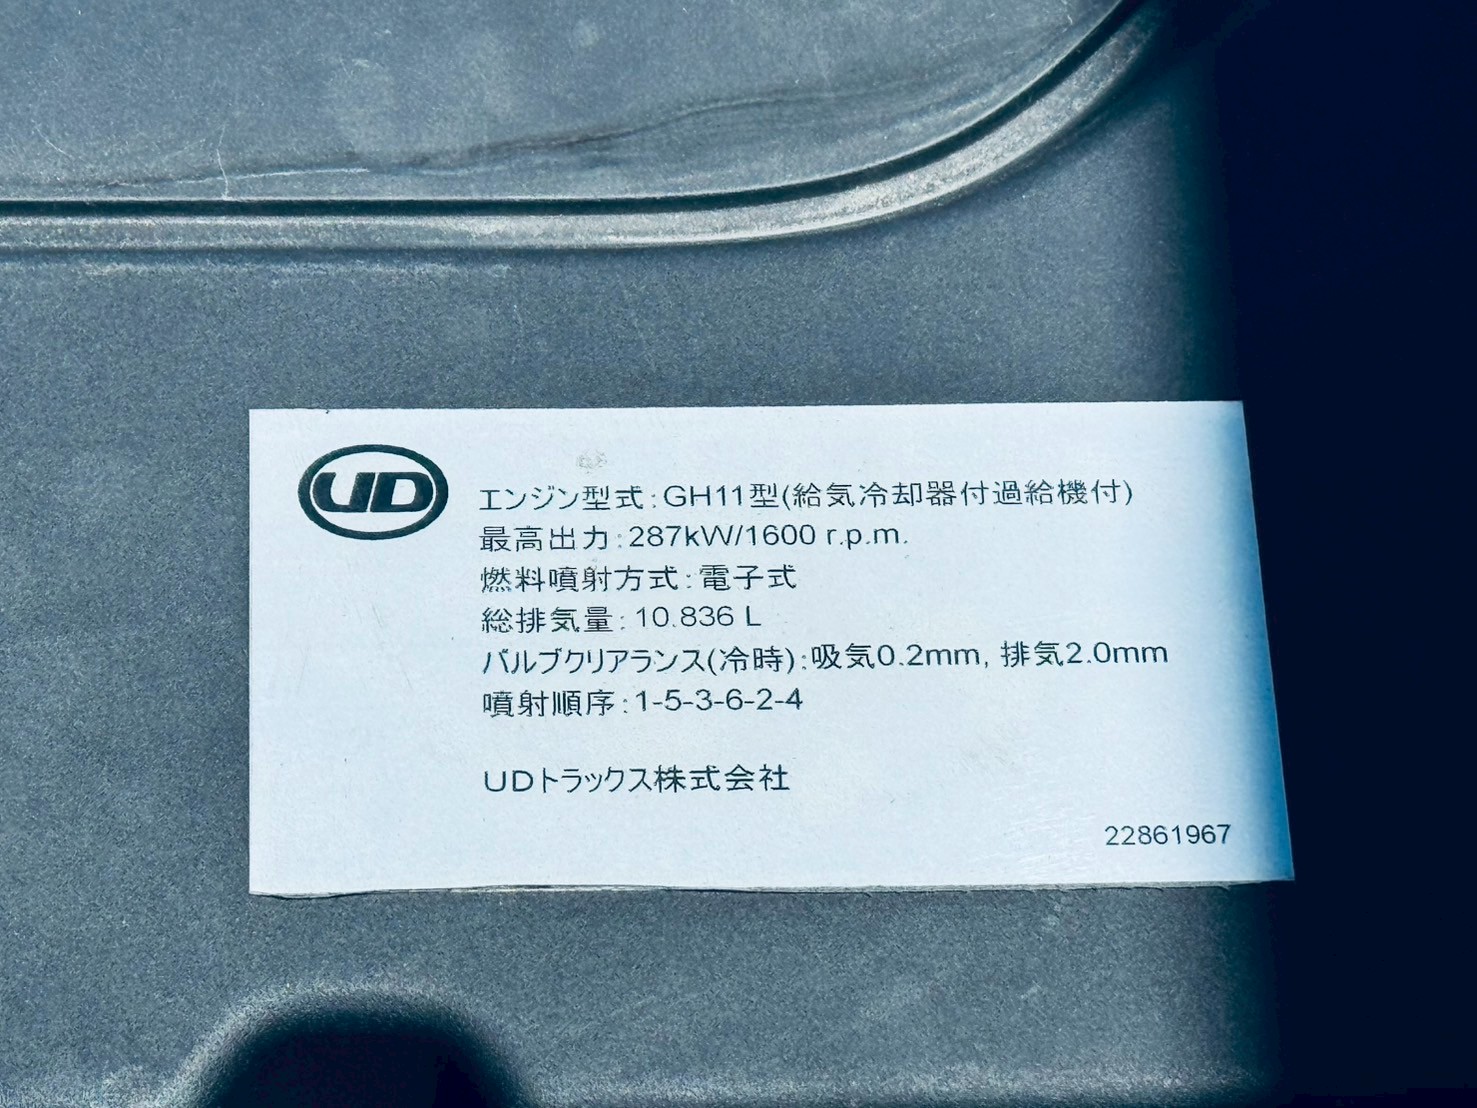 UD
エンジン型式:GH11型(給気冷却器付過給機付)
最高出力:287kW/1600 r.p.m.
燃料噴射方式:電子式
総排気量:10.836 L
バルブクリアランス(冷時):吸気0.2mm, 排気2.0mm
噴射順序:1-5-3-6-2-4
UDトラックス株式会社
22861967